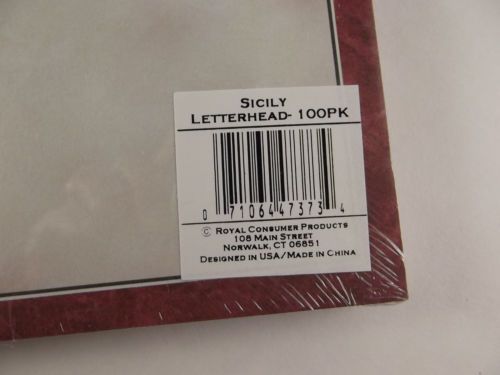 SICILY
LETTERHEAD- 100PK
0 71064 47373 4
© ROYAL CONSUMER PRODUCTS
108 MAIN STREET
NORWALK, CT 06851
DESIGNED IN USA/MADE IN CHINA